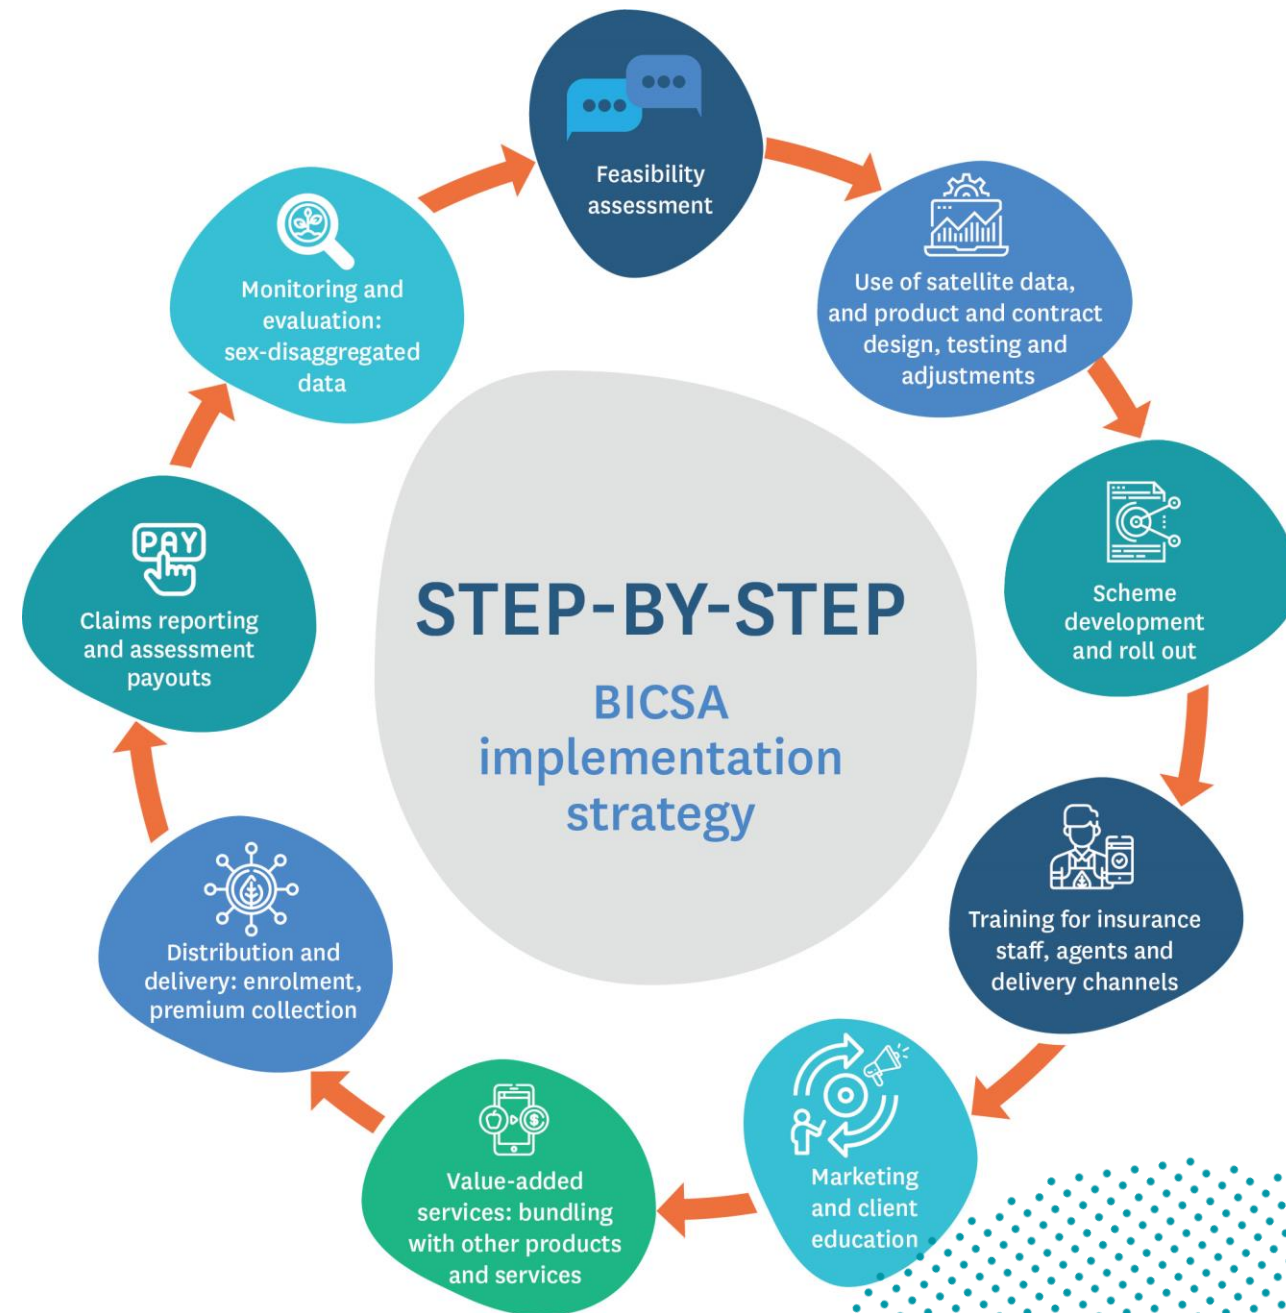 Feasibility
assessment
Use of satellite data,
and product and contract
design, testing and
adjustments
Scheme
development
and roll out
Training for insurance
staff, agents and
delivery channels
Marketing
and client
education
Value-added
services: bundling
with other products
and services
Distribution and
delivery: enrolment,
premium collection
PAY
Claims reporting
and assessment
payouts
Monitoring and
evaluation:
sex-disaggregated
data
STEP-BY-STEP
BICSA
implementation
strategy